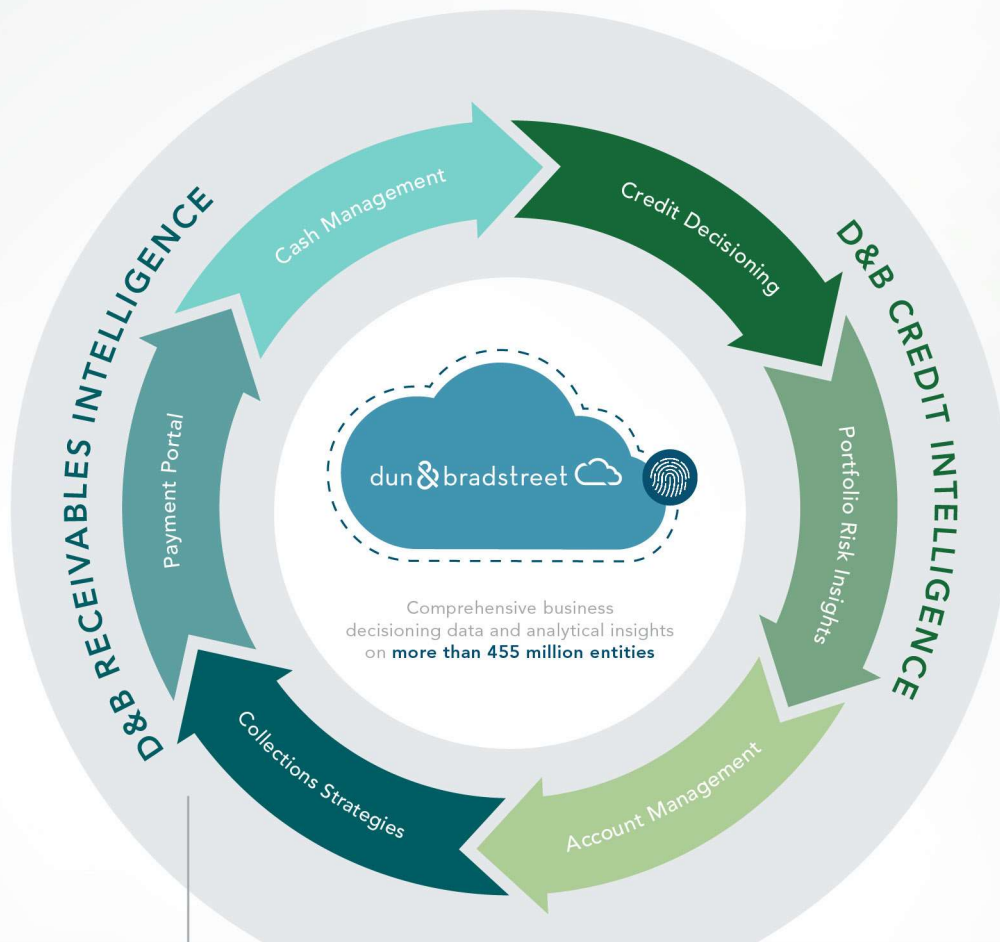 Cash Management
Credit Decisioning
D&B RECEIVABLES INTELLIGENCE
D&B CREDIT INTELLIGENCE
Payment Portal
Portfolio Risk Insights
dun&bradstreet
Comprehensive business
decisioning data and analytical insights
on more than 455 million entities
Collections Strategies
Account Management